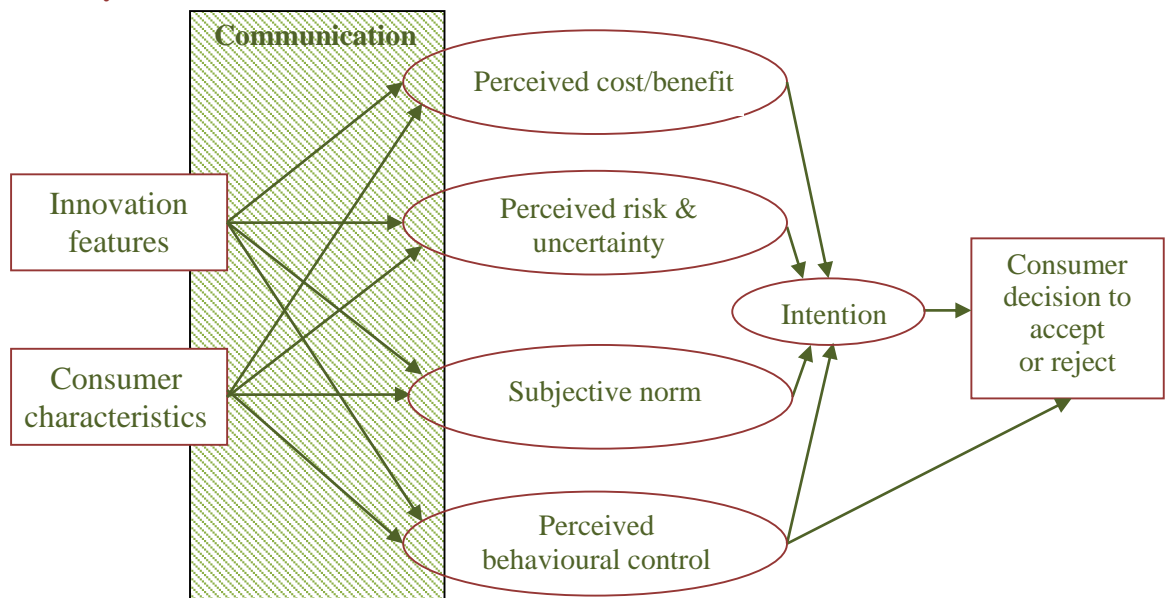 Communication
Perceived cost/benefit
Innovation
features
Perceived risk &
uncertainty
Consumer
decision to
accept
or reject
Intention
Consumer
characteristics
Subjective norm
Perceived
behavioural control